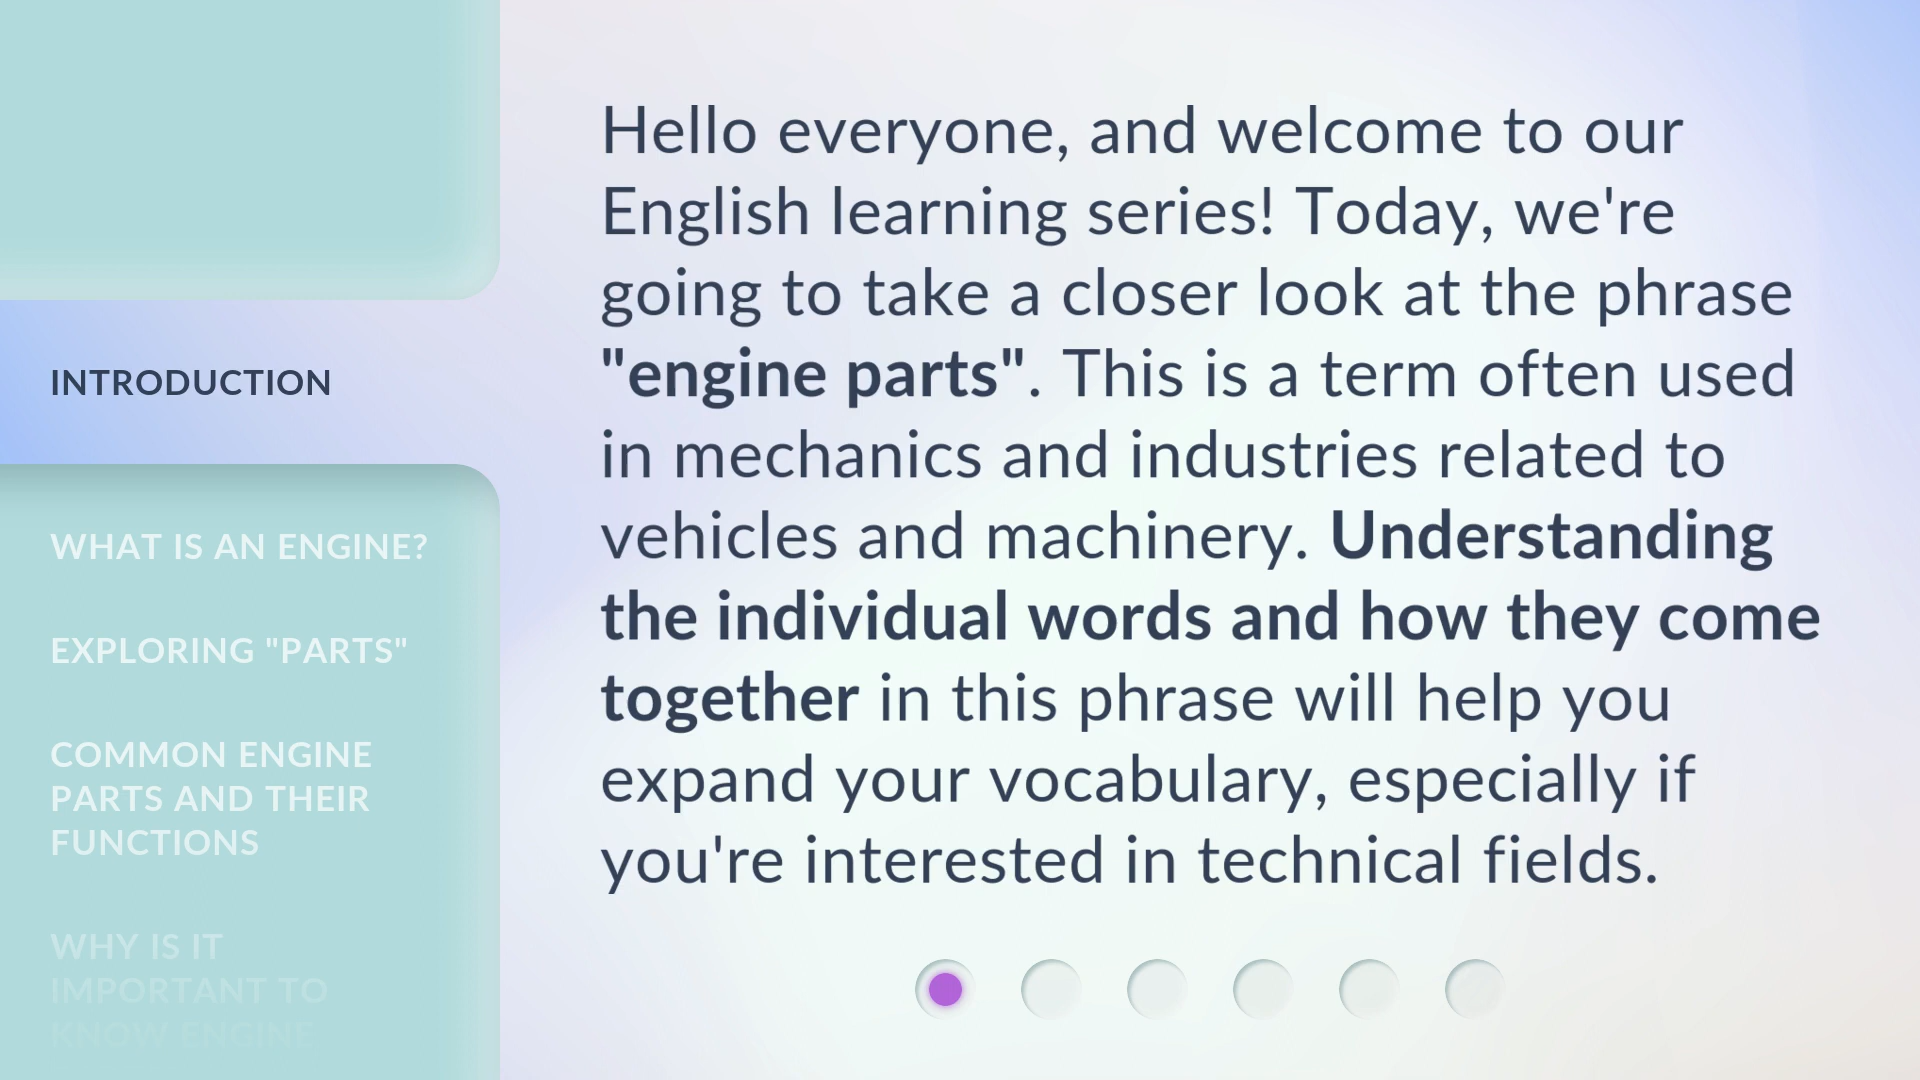 INTRODUCTION
WHAT IS AN ENGINE?
EXPLORING "PARTS"
COMMON ENGINE
PARTS AND THEIR
FUNCTIONS
WHY IS IT
IMPORTANT TO
KNOW ENGINE
Hello everyone, and welcome to our
English learning series! Today, we're
going to take a closer look at the phrase
"engine parts". This is a term often used
in mechanics and industries related to
vehicles and machinery. Understanding
the individual words and how they come
together in this phrase will help you
expand your vocabulary, especially if
you're interested in technical fields.